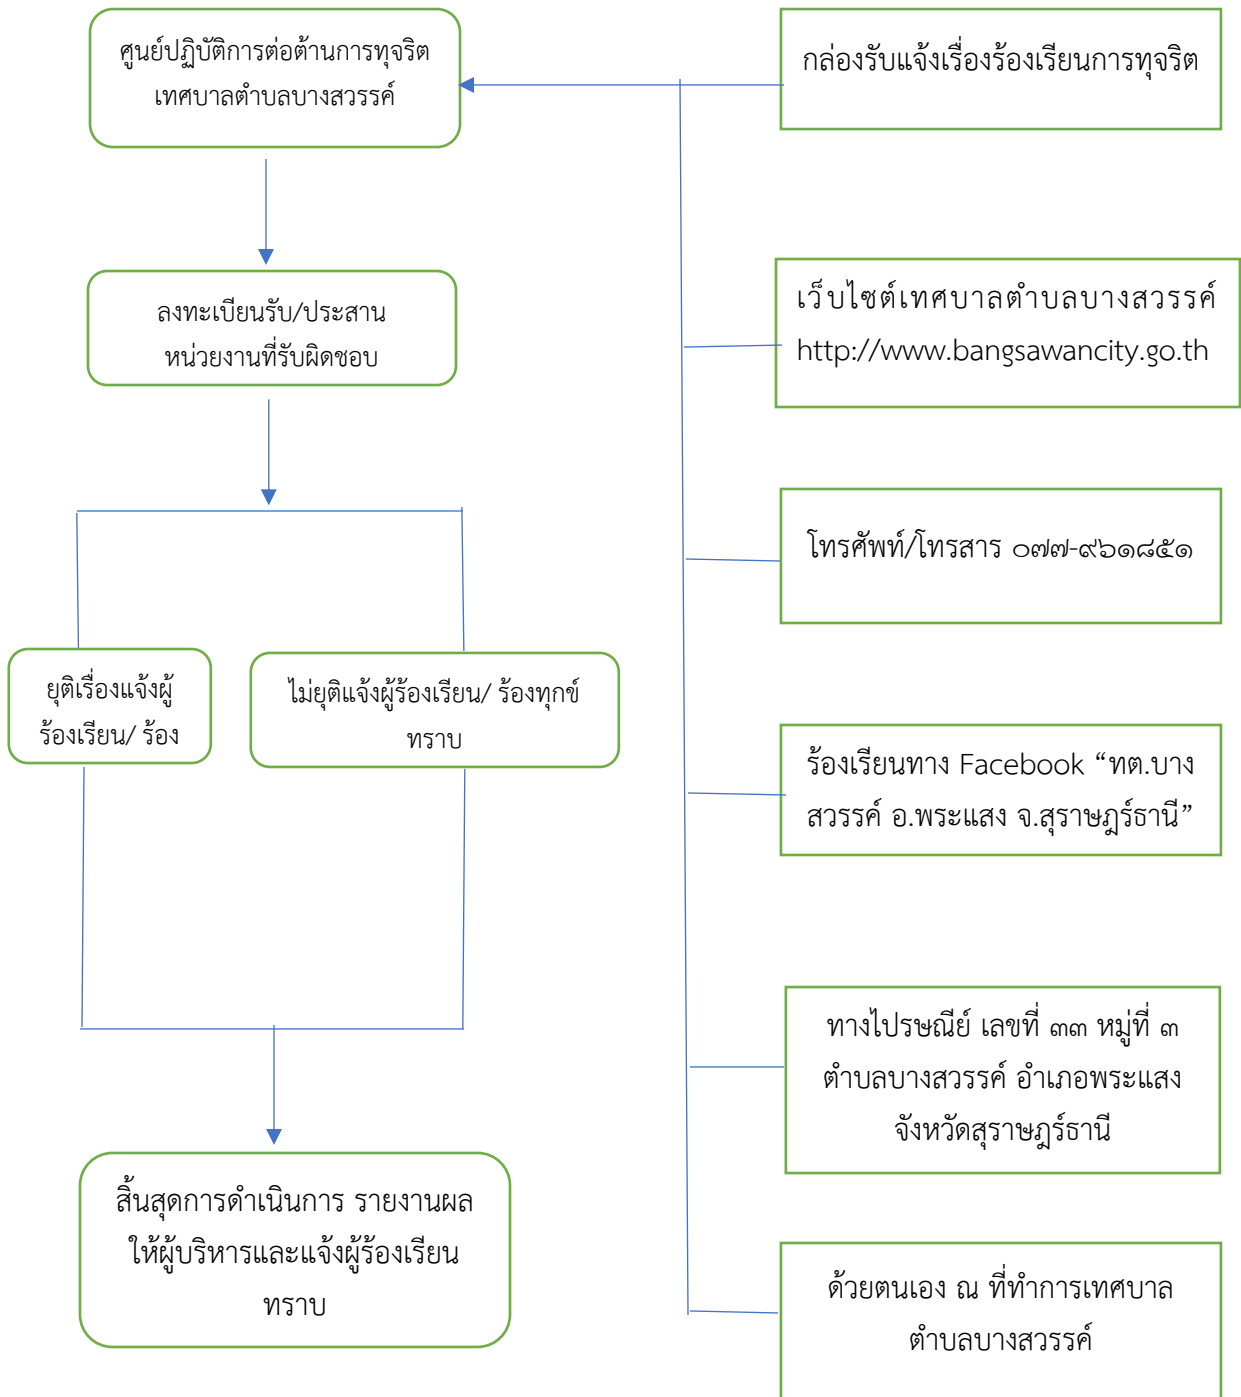 ศูนย์ปฏิบัติการต่อต้านการทุจริต
เทศบาลตำบลบางสวรรค์
ลงทะเบียนรับ/ประสาน
หน่วยงานที่รับผิดชอบ
ยุติเรื่องแจ้งผู้
ร้องเรียน/ ร้อง
ไม่ยุติแจ้งผู้ร้องเรียน/ ร้องทุกข์
ทราบ
สิ้นสุดการดำเนินการ รายงานผล
ให้ผู้บริหารและแจ้งผู้ร้องเรียน
ทราบ
กล่องรับแจ้งเรื่องร้องเรียนการทุจริต
เว็บไซต์เทศบาลตำบลบางสวรรค์
http://www.bangsawancity.go.th
โทรศัพท์/โทรสาร ๐๗๗-๙๖๑๘๕๑
ร้องเรียนทาง Facebook “ทต.บาง
สวรรค์ อ.พระแสง จ.สุราษฎร์ธานี”
ทางไปรษณีย์ เลขที่ ๓๓ หมู่ที่ ๓
ตำบลบางสวรรค์ อำเภอพระแสง
จังหวัดสุราษฎร์ธานี
ด้วยตนเอง ณ ที่ทำการเทศบาล
ตำบลบางสวรรค์